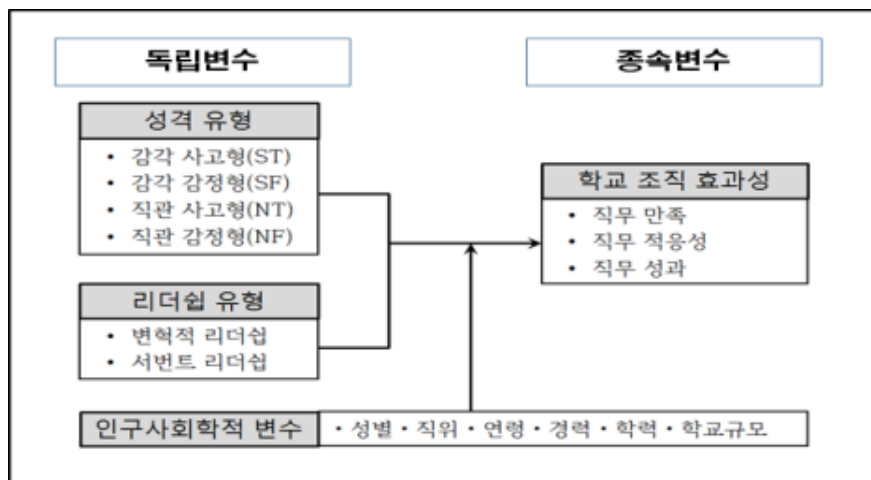 독립변수
종속변수
성격 유형
• 감각 사고형(ST)
• 감각 감정형(SF)
• 직관 사고형(NT)
• 직관 감정형(NF)
학교 조직 효과성
• 직무 만족
• 직무 적응성
• 직무 성과
리더쉽 유형
• 변혁적 리더쉽
• 서번트 리더쉽
인구사회학적 변수
・성별・직위・연령・경력・학력・학교규모